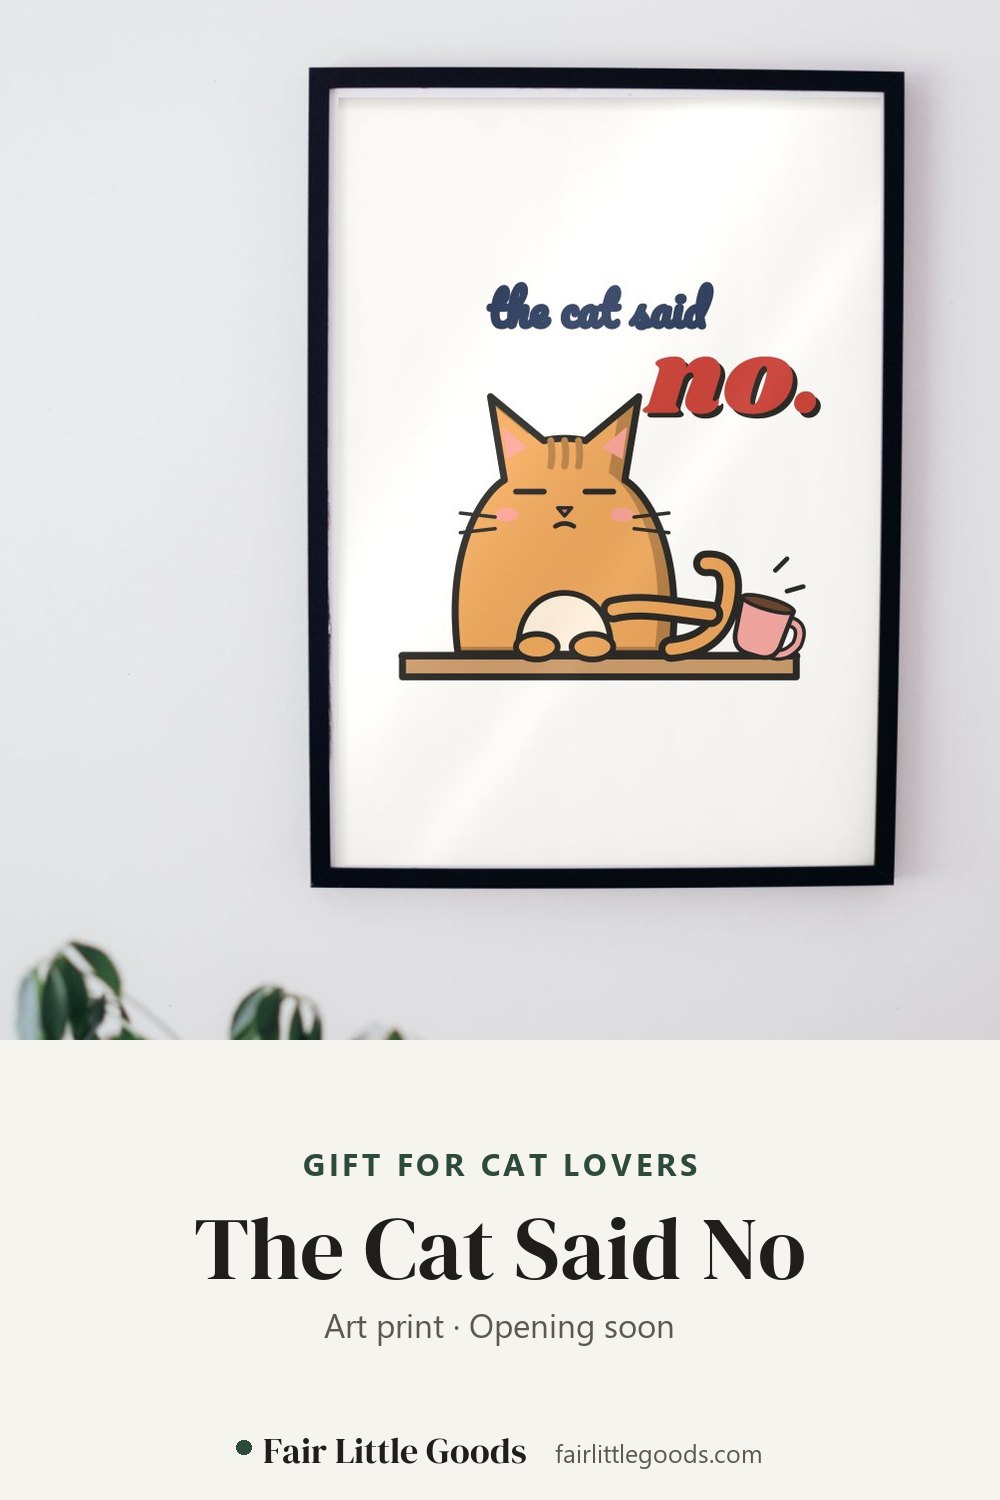 the cat said
no.
GIFT FOR CAT LOVERS
The Cat Said No
Art print · Opening soon
Fair Little Goods fairlittlegoods.com